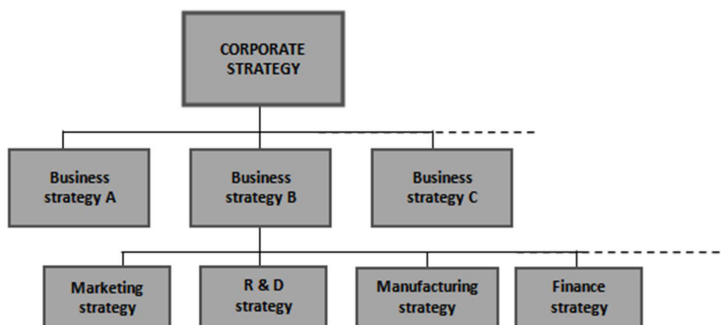 CORPORATE
STRATEGY
Business
strategy A
Business
strategy B
Business
strategy C
Marketing
strategy
R & D
strategy
Manufacturing
strategy
Finance
strategy